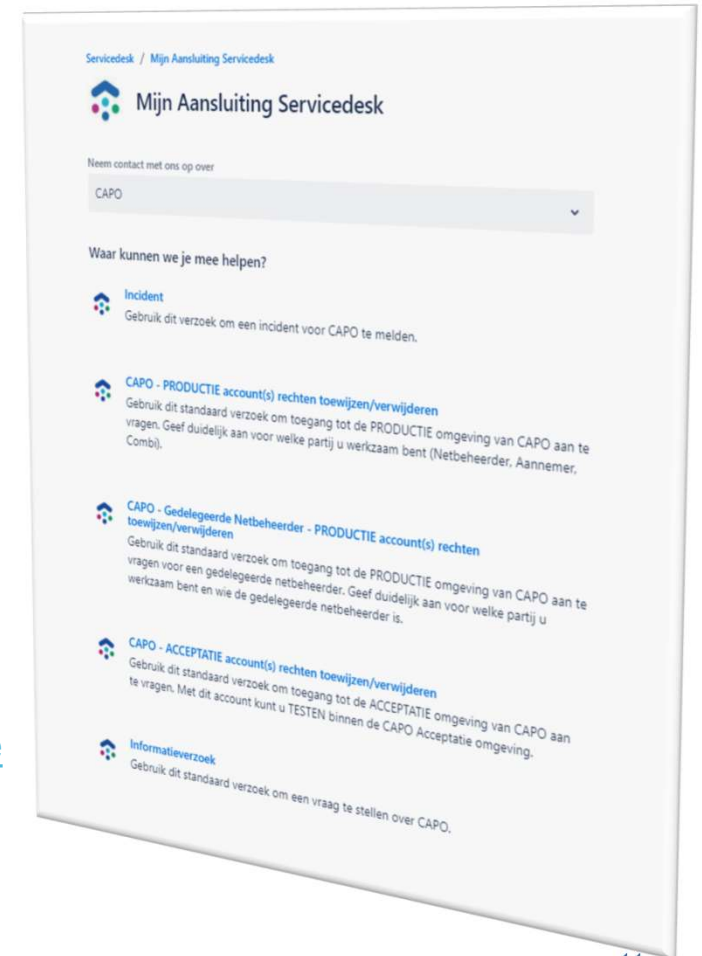 Servicedesk / Mijn Aansluiting Servicedesk
Mijn Aansluiting Servicedesk
Neem contact met ons op over
CAPO
Waar kunnen we je mee helpen?
Incident
Gebruik dit verzoek om een incident voor CAPO te melden.
CAPO - PRODUCTIE account(s) rechten toewijzen/verwijderen
Gebruik dit standaard verzoek om toegang tot de PRODUCTIE omgeving van CAPO aan te
vragen. Geef duidelijk aan voor welke partij u werkzaam bent (Netbeheerder, Aannemer,
Combi).
CAPO - Gedelegeerde Netbeheerder - PRODUCTIE account(s) rechten
toewijzen/verwijderen
Gebruik dit standaard verzoek om toegang tot de PRODUCTIE omgeving van CAPO aan te
vragen voor een gedelegeerde netbeheerder. Geef duidelijk aan voor welke partij u
werkzaam bent en wie de gedelegeerde netbeheerder is.
CAPO - ACCEPTATIE account(s) rechten toewijzen/verwijderen
Gebruik dit standaard verzoek om toegang tot de ACCEPTATIE omgeving van CAPO aan
te vragen. Met dit account kunt u TESTEN binnen de CAPO Acceptatie omgeving.
Informatieverzoek
Gebruik dit standaard verzoek om een vraag te stellen over CAPO.